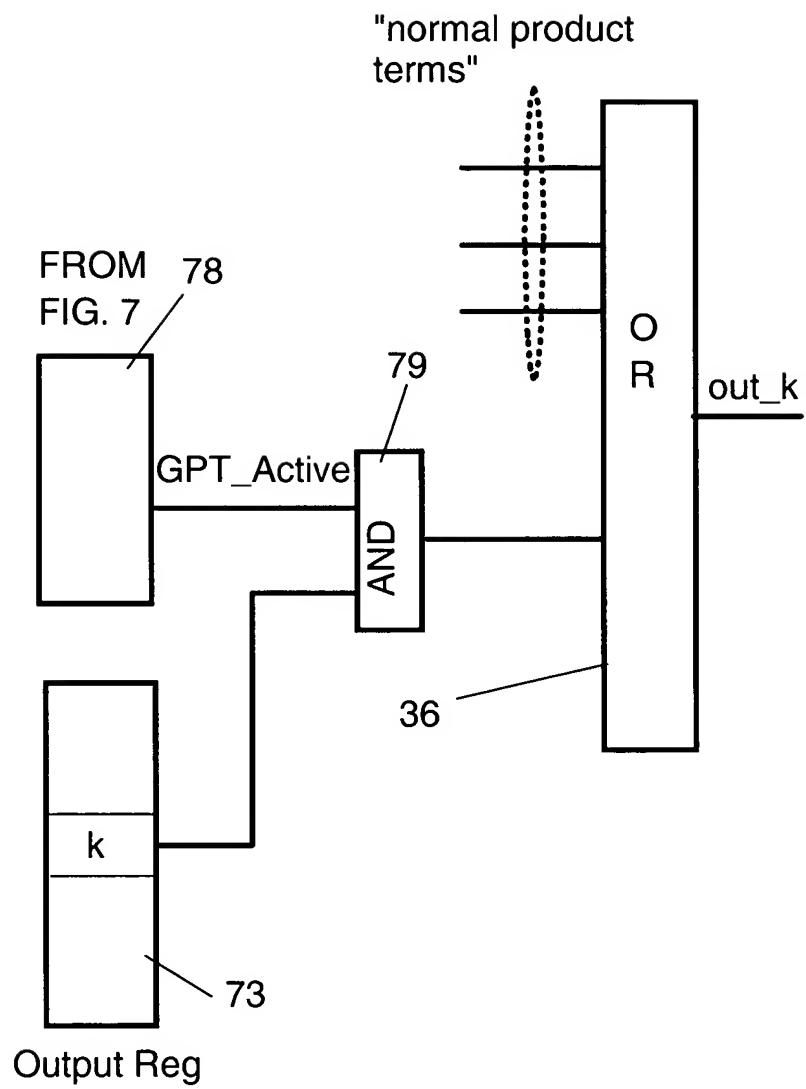 "normal product
terms"
FROM
FIG. 7
78
79
O
R
out_k
GPT_Active
AND
36
k
73
Output Reg